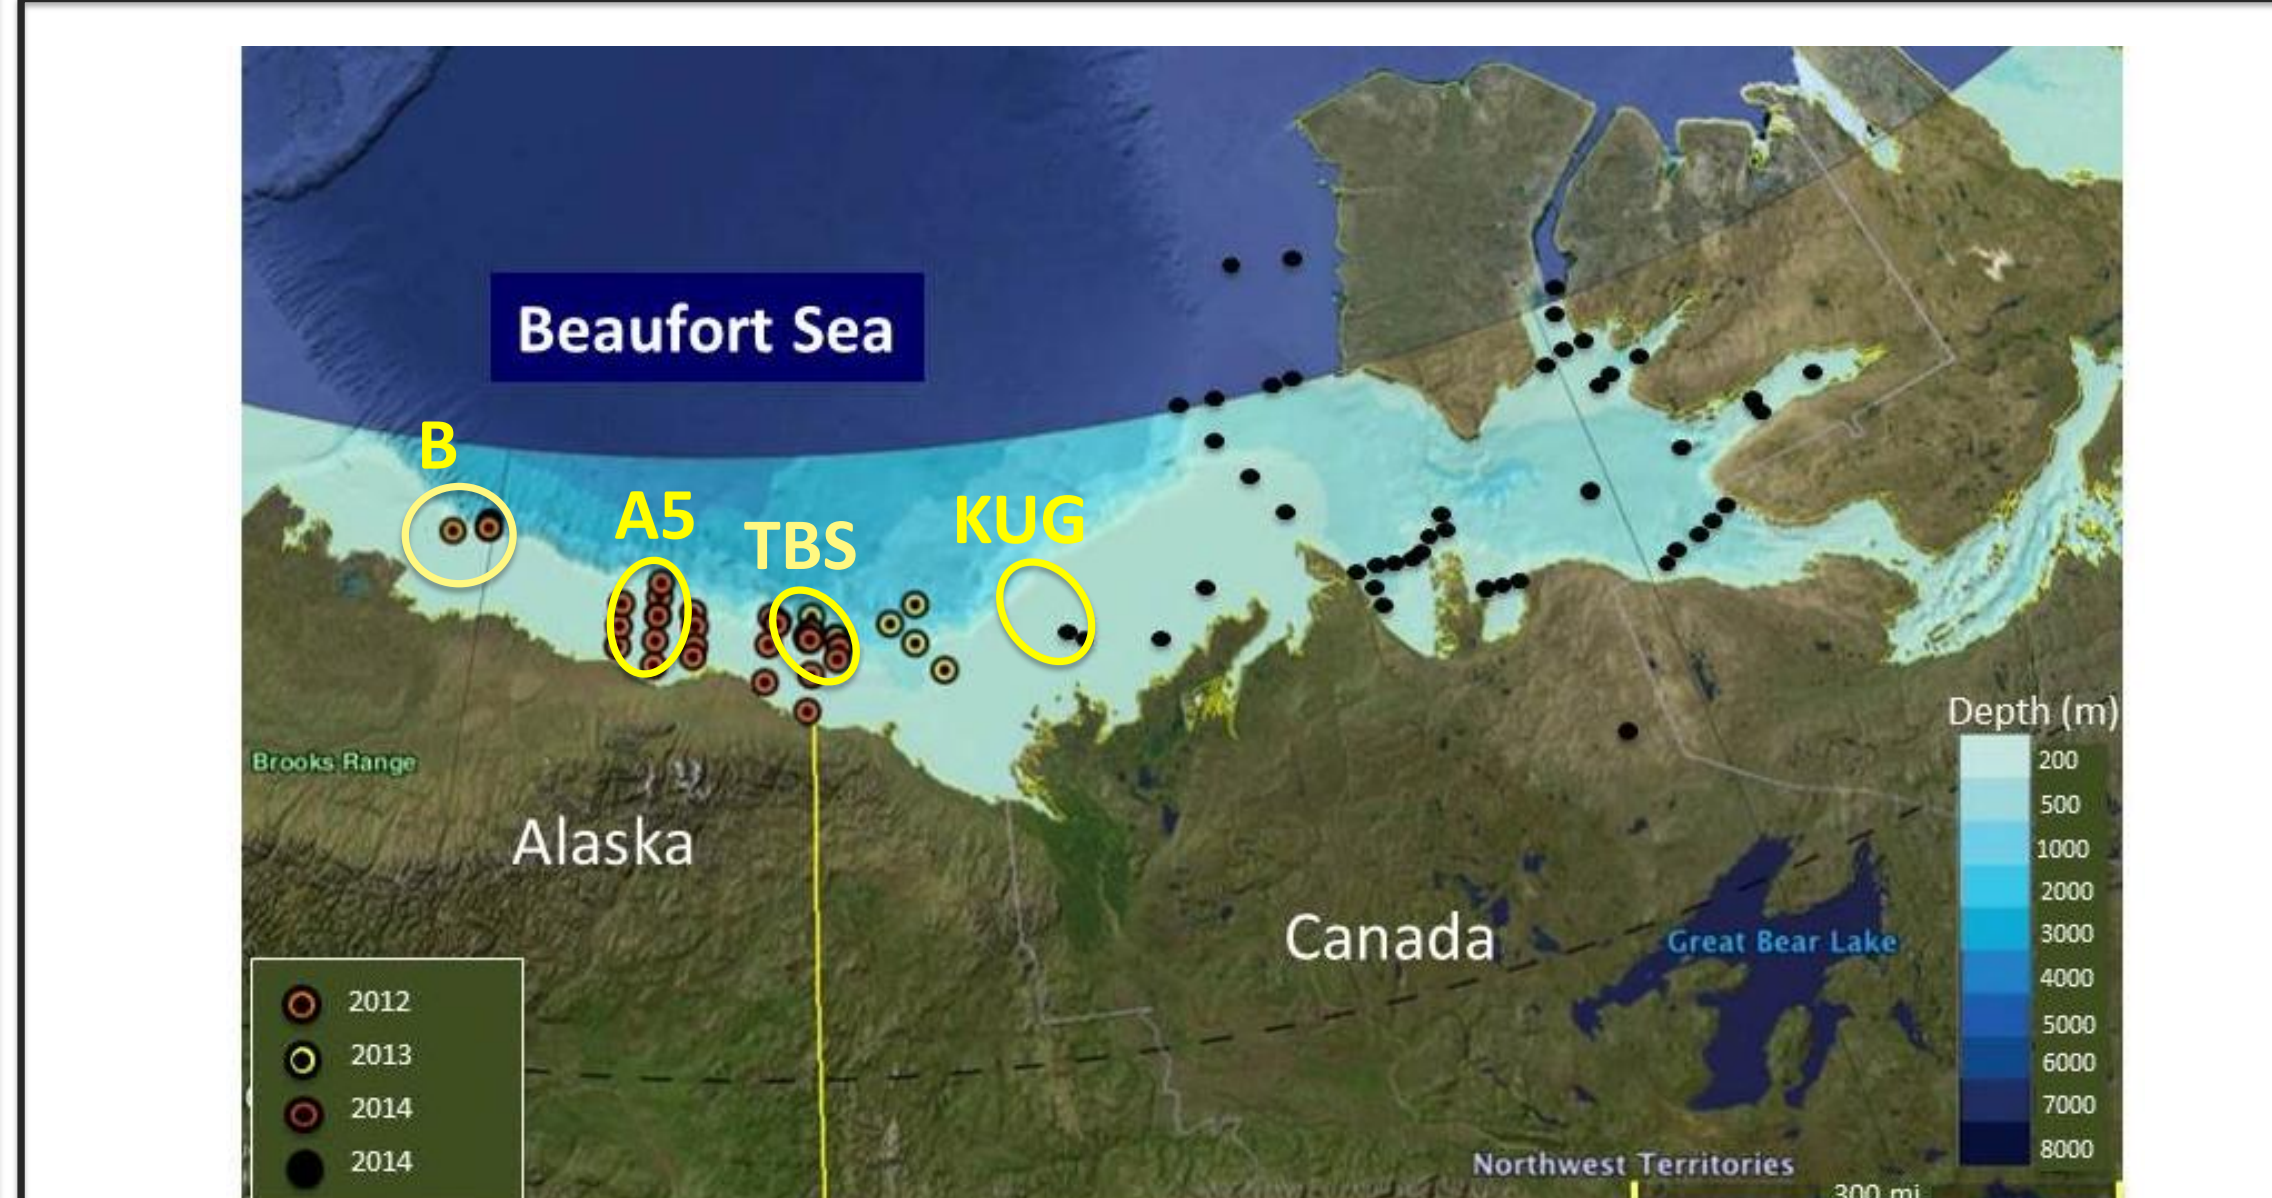 Beaufort Sea
B
A5
TBS
KUG
Brooks Range
Alaska
Canada
Great Bear Lake
Northwest Territories
Depth (m)
200
500
1000
2000
3000
4000
5000
6000
7000
8000
2012
2013
2014
2014
300 mi